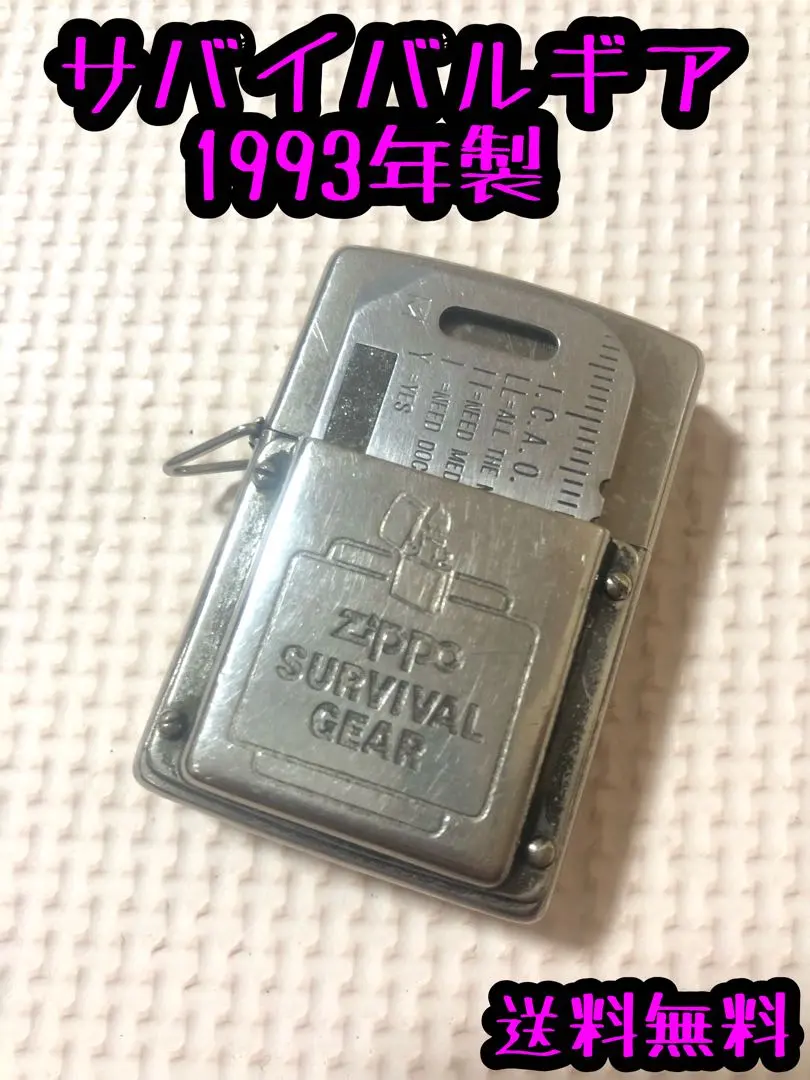 サバイバルギア
1993年製
I.C.A.O.
LL=ALL THE
I=NEED MED
I=NEED DOC
Y=YES
Zippo
SURVIVAL
GEAR
送料無料